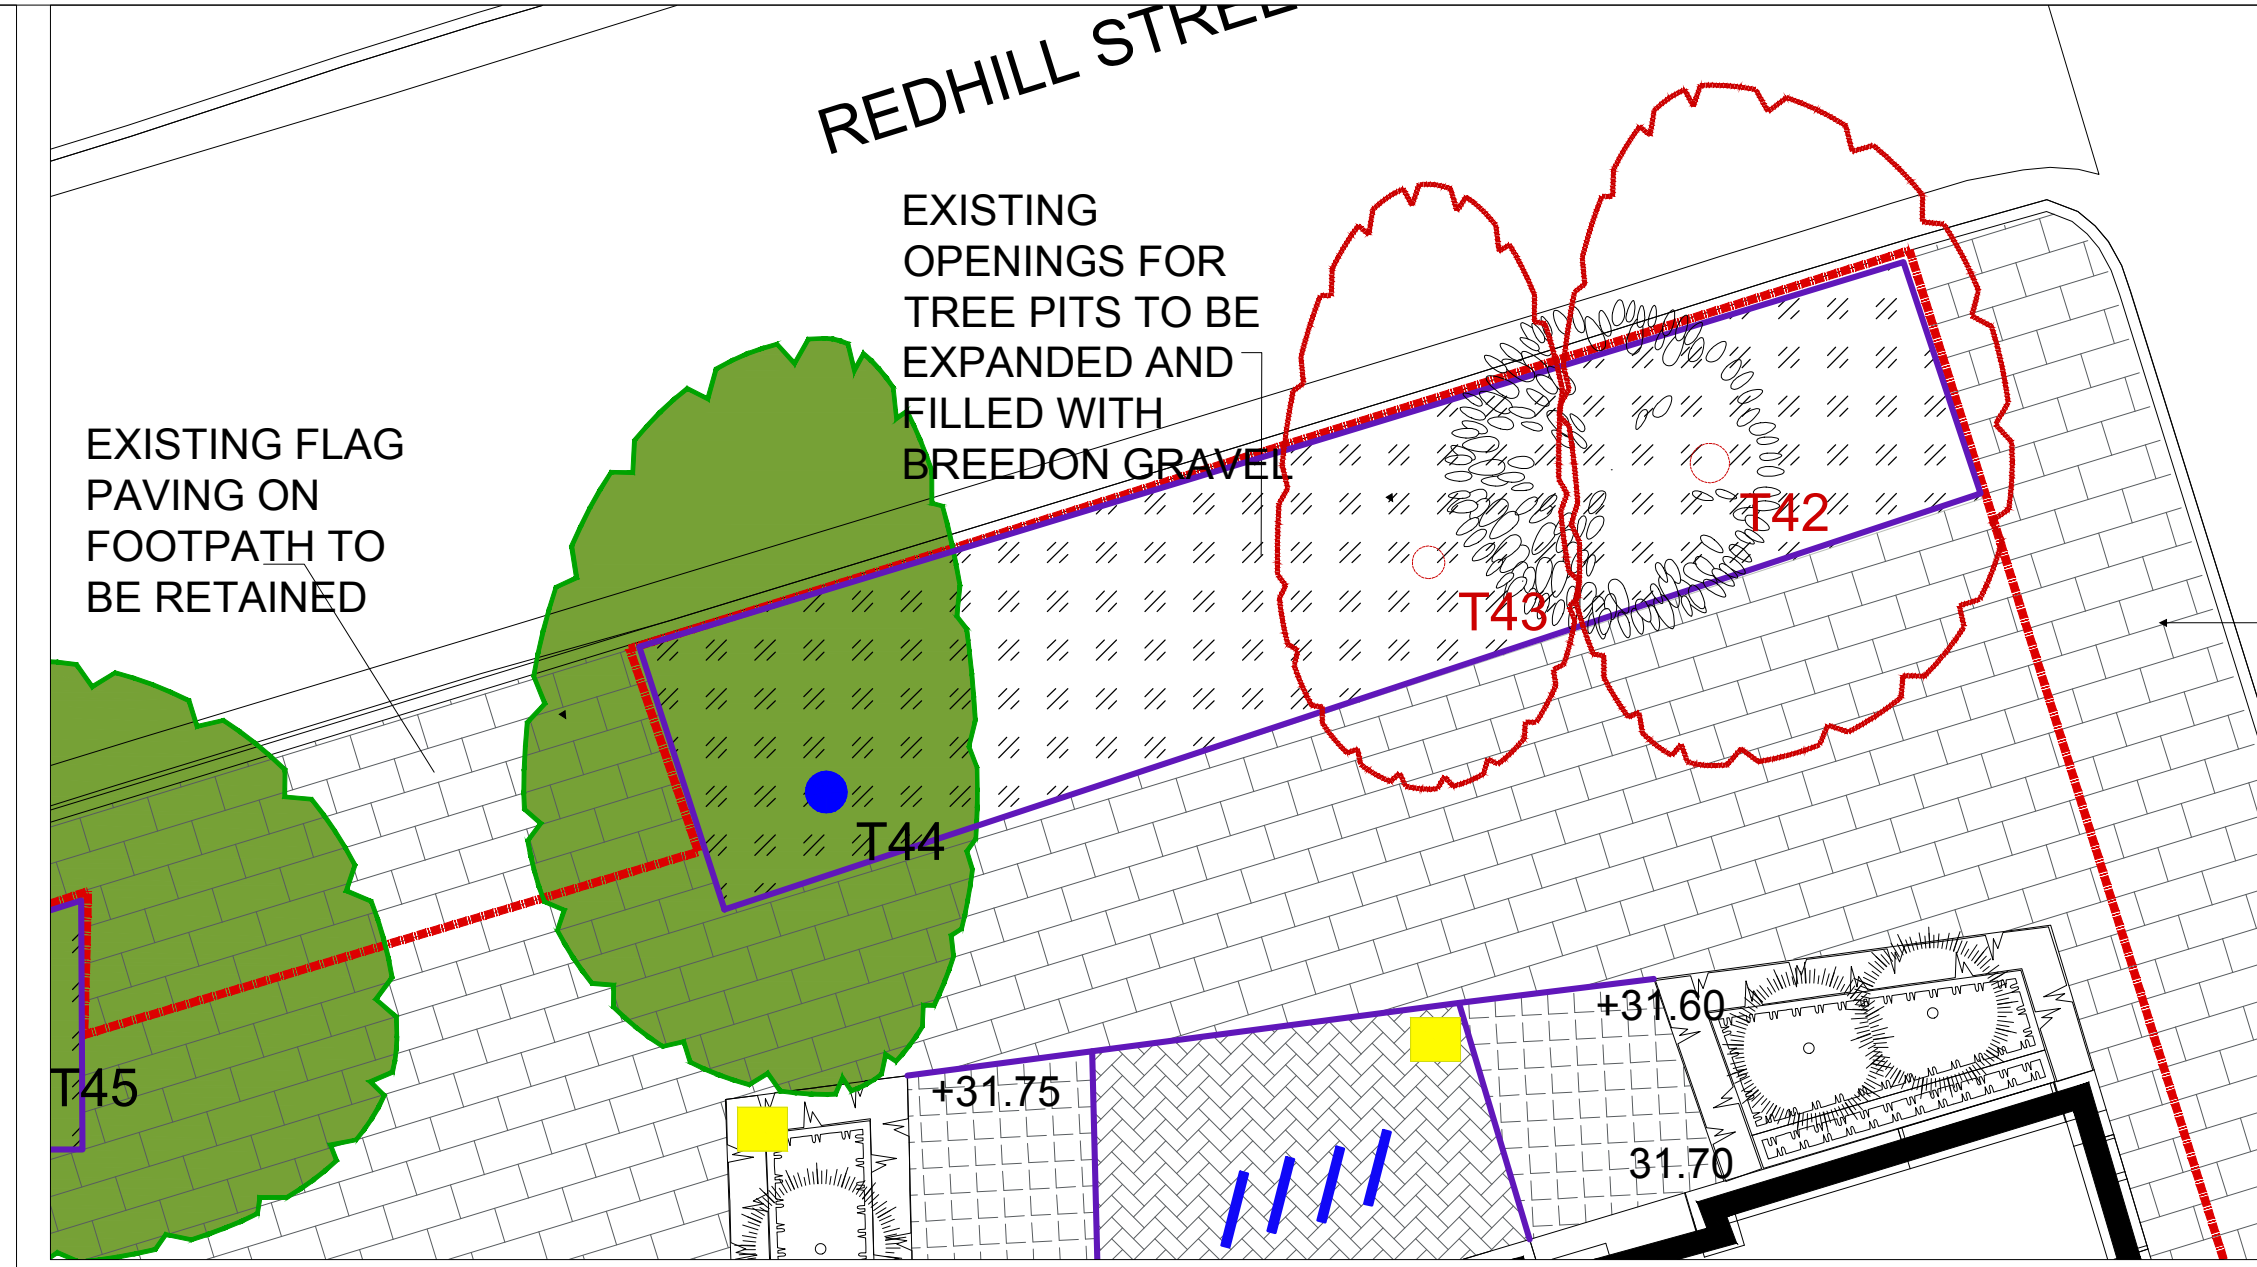 REDHILL STREE
EXISTING
OPENINGS FOR
TREE PITS TO BE
EXPANDED AND
FILLED WITH
BREEDON GRAVEL
EXISTING FLAG
PAVING ON
FOOTPATH TO
BE RETAINED
T42
T43
T44
T45
+31.60
+31.75
31.70